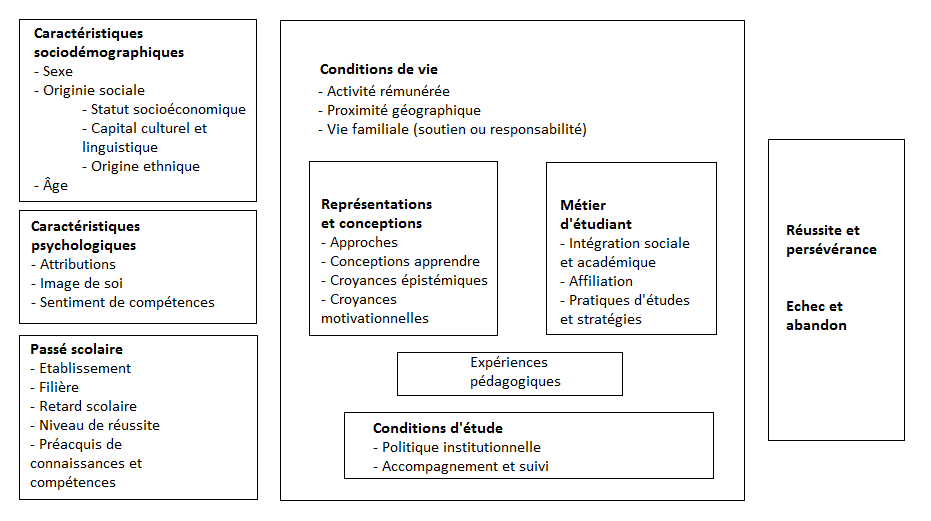 Caractéristiques
sociodémographiques
- Sexe
- Originie sociale
- Statut socioéconomique
- Capital culturel et
linguistique
- Origine ethnique
- Âge
Caractéristiques
psychologiques
- Attributions
- Image de soi
- Sentiment de compétences
Passé scolaire
- Etablissement
- Filière
- Retard scolaire
- Niveau de réussite
- Préacquis de
connaissances et
compétences
Conditions de vie
- Activité rémunérée
- Proximité géographique
- Vie familiale (soutien ou responsabilité)
Représentations
et conceptions
- Approches
- Conceptions apprendre
- Croyances épistémiques
- Croyances
motivationnelles
Métier
d'étudiant
- Intégration sociale
et académique
- Affiliation
- Pratiques d'études
et stratégies
Expériences
pédagogiques
Conditions d'étude
- Politique institutionnelle
- Accompagnement et suivi
Réussite et
persévérance
Echec et
abandon